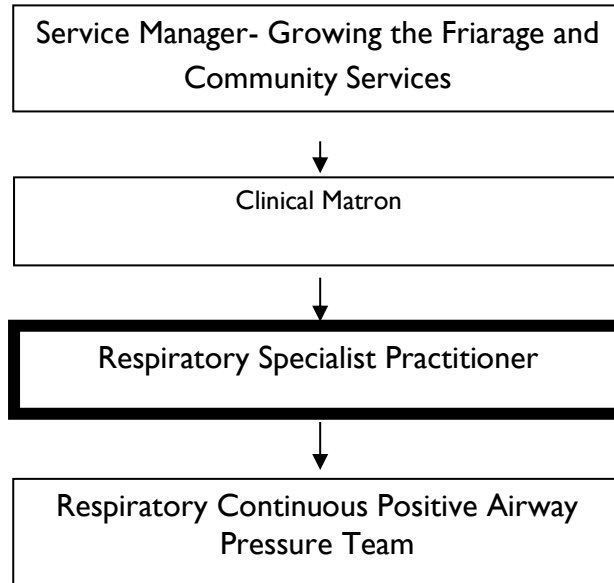 Service Manager- Growing the Friarage and
Community Services
Clinical Matron
Respiratory Specialist Practitioner
Respiratory Continuous Positive Airway
Pressure Team